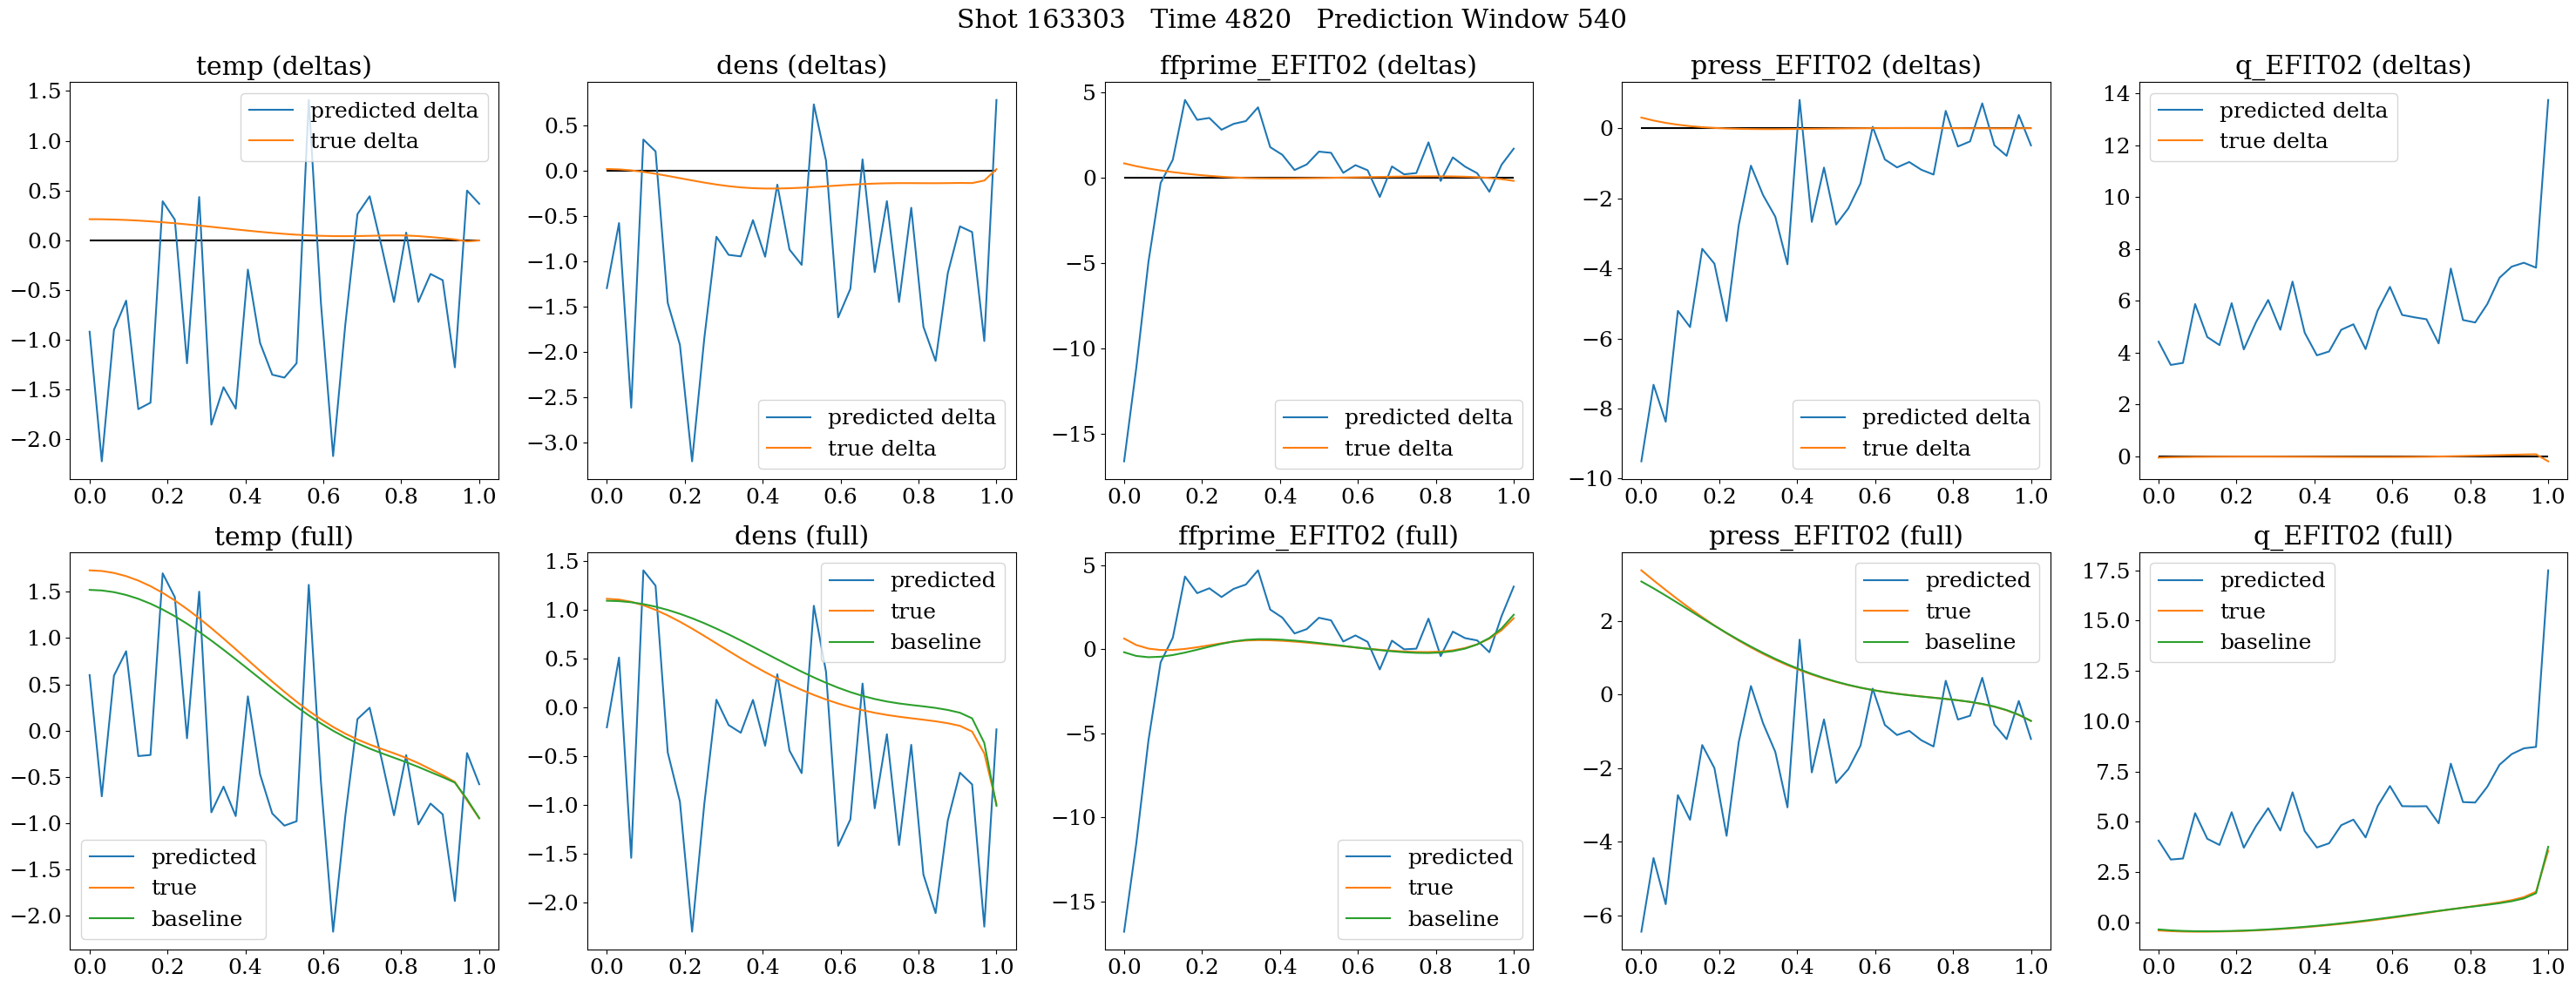 Shot 163303   Time 4820   Prediction Window 540
temp (deltas)
1.5
1.0
0.5
0.0
−0.5
−1.0
−1.5
−2.0
0.0 0.2 0.4 0.6 0.8 1.0
predicted delta
true delta
dens (deltas)
0.5
0.0
−0.5
−1.0
−1.5
−2.0
−2.5
−3.0
0.0 0.2 0.4 0.6 0.8 1.0
predicted delta
true delta
ffprime_EFIT02 (deltas)
5
0
−5
−10
−15
0.0 0.2 0.4 0.6 0.8 1.0
predicted delta
true delta
press_EFIT02 (deltas)
0
−2
−4
−6
−8
−10
0.0 0.2 0.4 0.6 0.8 1.0
predicted delta
true delta
q_EFIT02 (deltas)
14
12
10
8
6
4
2
0
0.0 0.2 0.4 0.6 0.8 1.0
predicted delta
true delta
temp (full)
1.5
1.0
0.5
0.0
−0.5
−1.0
−1.5
−2.0
0.0 0.2 0.4 0.6 0.8 1.0
predicted
true
baseline
dens (full)
1.5
1.0
0.5
0.0
−0.5
−1.0
−1.5
−2.0
0.0 0.2 0.4 0.6 0.8 1.0
predicted
true
baseline
ffprime_EFIT02 (full)
5
0
−5
−10
−15
0.0 0.2 0.4 0.6 0.8 1.0
predicted
true
baseline
press_EFIT02 (full)
2
0
−2
−4
−6
0.0 0.2 0.4 0.6 0.8 1.0
predicted
true
baseline
q_EFIT02 (full)
17.5
15.0
12.5
10.0
7.5
5.0
2.5
0.0
0.0 0.2 0.4 0.6 0.8 1.0
predicted
true
baseline